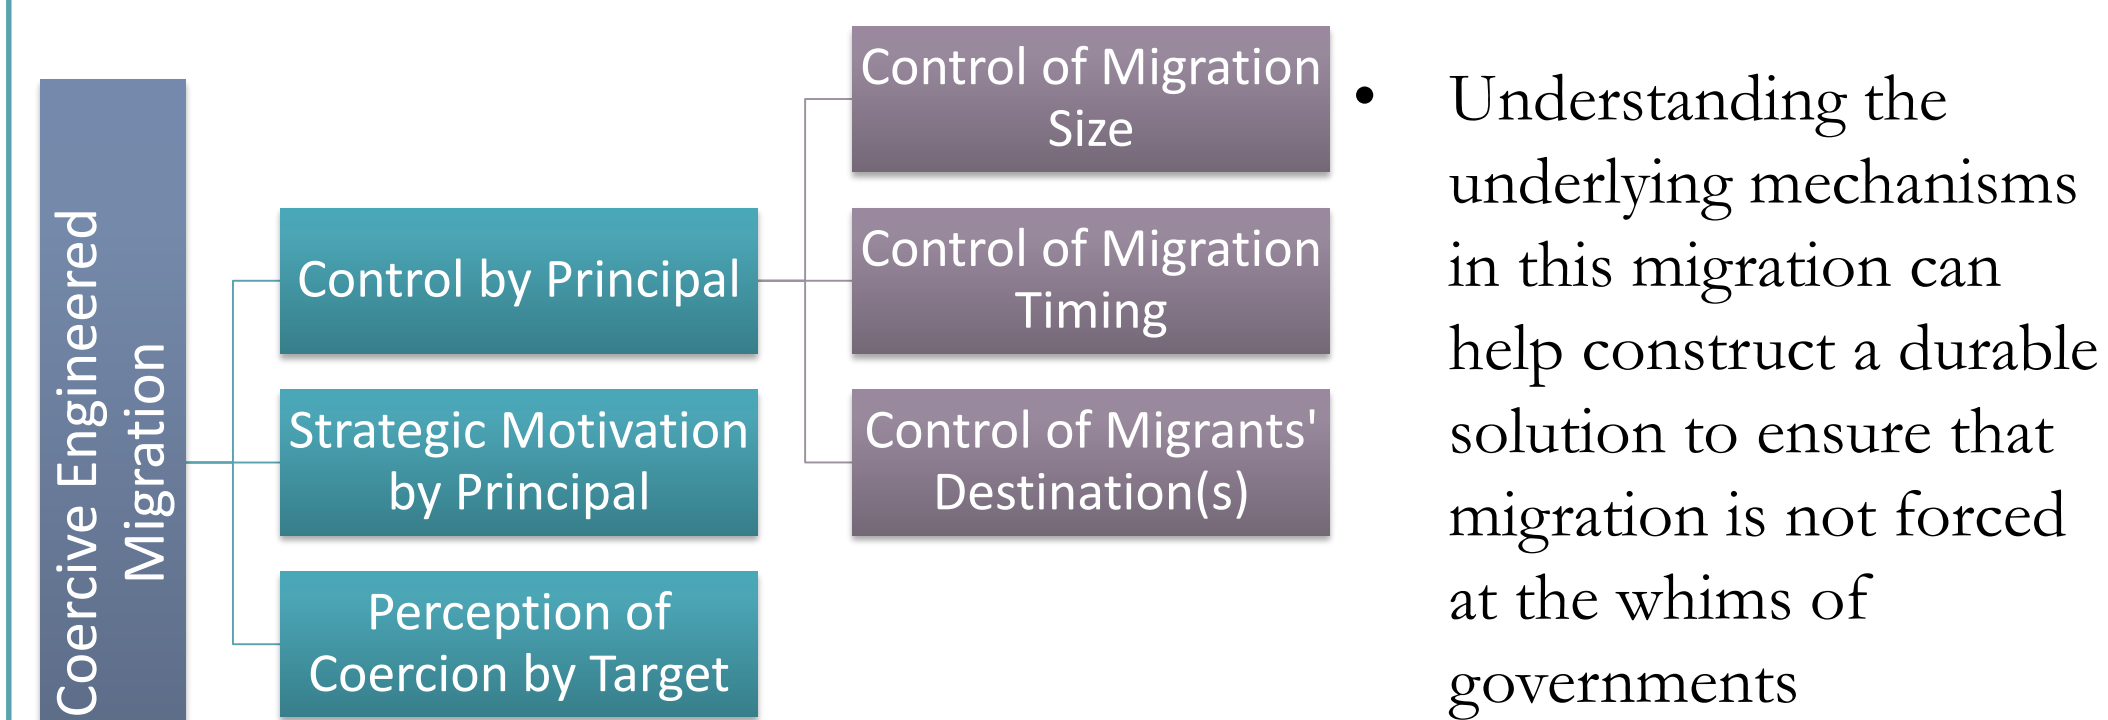 Coercive Engineered
Migration
Control by Principal
Strategic Motivation
by Principal
Perception of
Coercion by Target
Control of Migration
Size
Control of Migration
Timing
Control of Migrants'
Destination(s)
• Understanding the
underlying mechanisms
in this migration can
help construct a durable
solution to ensure that
migration is not forced
at the whims of
governments